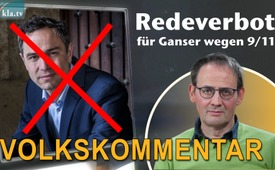 kla.tv
Redeverbot
für Ganser wegen 9/11
VOLKSKOMMENTAR